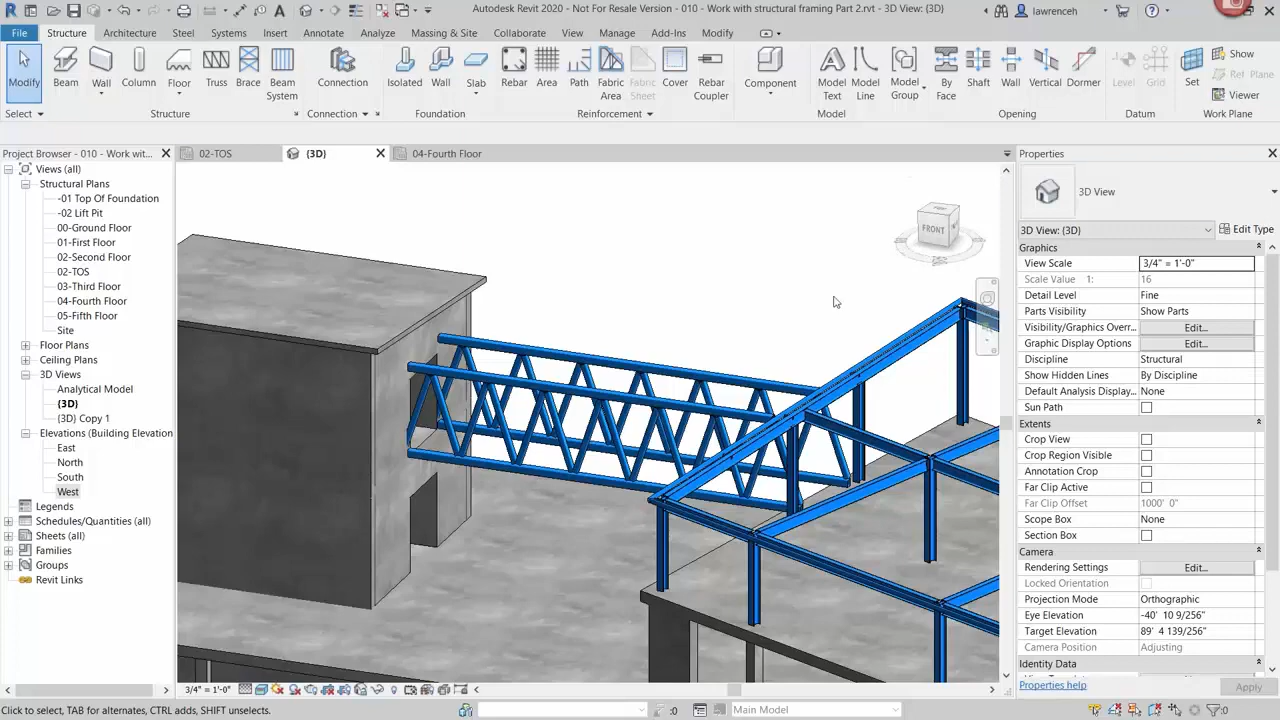 Autodesk Revit 2020 - Not For Resale Version - 010 - Work with structural framing Part 2.rvt - 3D View: {3D}
lawrenceh
File Structure Architecture Steel Systems Insert Annotate Analyze Massing & Site Collaborate View Manage Add-Ins Modify
Modify Beam Wall Column Floor Truss Brace Beam System Connection Isolated Wall Slab Rebar Area Path Fabric Area Fabric Sheet Cover Rebar Coupler Component Model Text Model Line Model Group By Face Shaft Wall Vertical Dormer Level Grid Set Show Ref Plane Viewer
Select Structure Connection Foundation Reinforcement Model Opening Datum Work Plane
Project Browser - 010 - Work wit...
02-TOS
{3D}
04-Fourth Floor
Properties
Views (all)
Structural Plans
-01 Top Of Foundation
-02 Lift Pit
00-Ground Floor
01-First Floor
02-Second Floor
02-TOS
03-Third Floor
04-Fourth Floor
05-Fifth Floor
Site
Floor Plans
Ceiling Plans
3D Views
Analytical Model
{3D}
{3D} Copy 1
Elevations (Building Elevation
East
North
South
West
Legends
Schedules/Quantities (all)
Sheets (all)
Families
Groups
Revit Links
TOP
FRONT
3D View
3D View: {3D} Edit Type
Graphics
View Scale 3/4" = 1'-0"
Scale Value 1: 16
Detail Level Fine
Parts Visibility Show Parts
Visibility/Graphics Overr... Edit...
Graphic Display Options Edit...
Discipline Structural
Show Hidden Lines By Discipline
Default Analysis Display... None
Sun Path
Extents
Crop View
Crop Region Visible
Annotation Crop
Far Clip Active
Far Clip Offset 1000' 0"
Scope Box None
Section Box
Camera
Rendering Settings Edit...
Locked Orientation
Projection Mode Orthographic
Eye Elevation -40' 10 9/256"
Target Elevation 89' 4 139/256"
Camera Position Adjusting
Identity Data
Properties help Apply
3/4" = 1'-0"
Click to select, TAB for alternates, CTRL adds, SHIFT unselects.
:0 Main Model :0